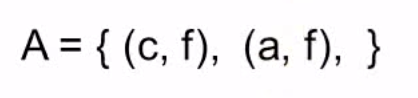 A = { (c, f), (a, f), }